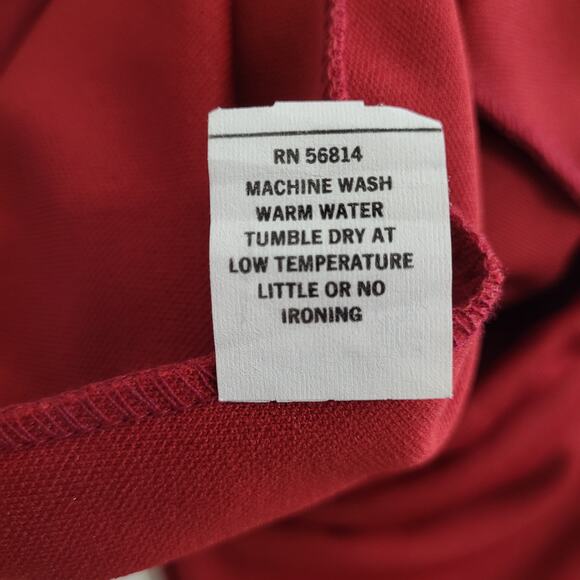 RN 56814
MACHINE WASH
WARM WATER
TUMBLE DRY AT
LOW TEMPERATURE
LITTLE OR NO
IRONING